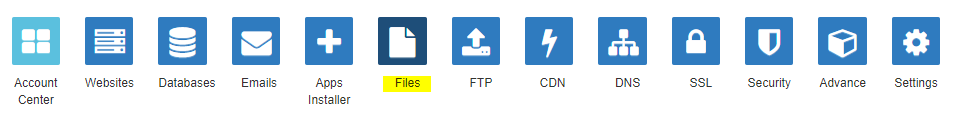 Account Center
Websites
Databases
Emails
Apps Installer
Files
FTP
CDN
DNS
SSL
Security
Advance
Settings